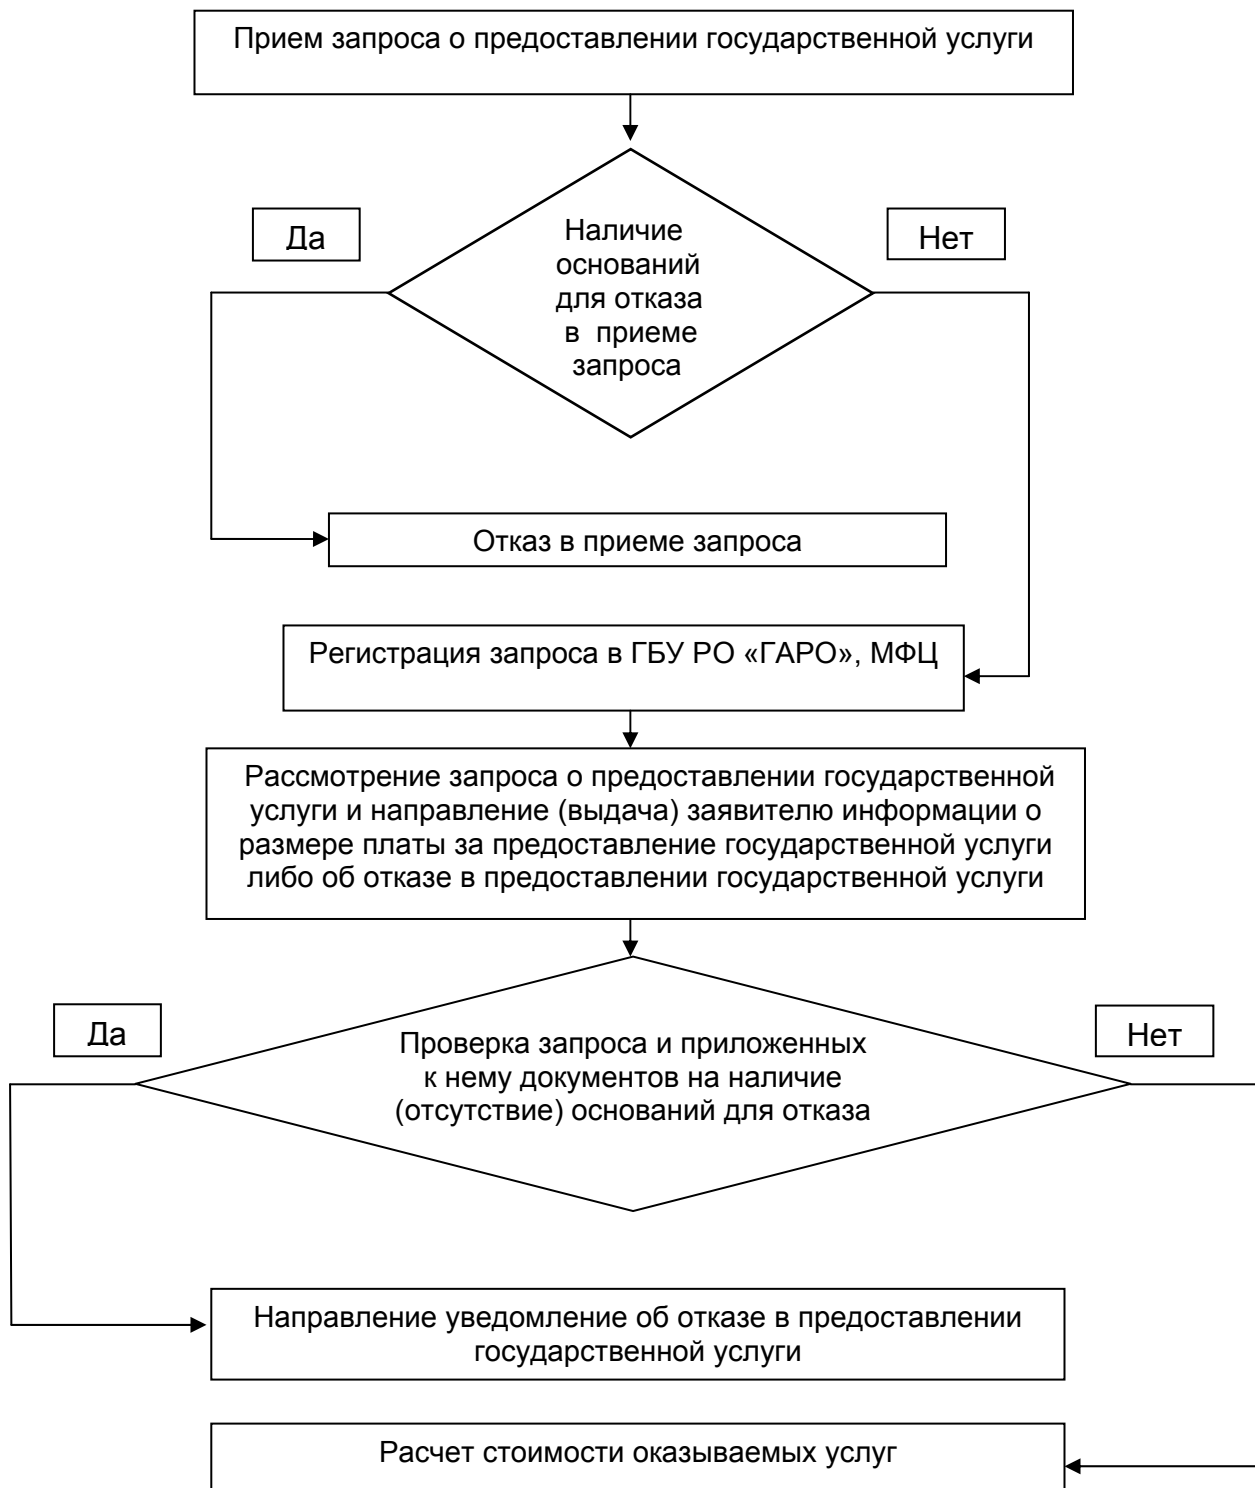 Прием запроса о предоставлении государственной услуги
Да
Нет
Наличие
оснований
для отказа
в приеме
запроса
Отказ в приеме запроса
Регистрация запроса в ГБУ РО «ГАРО», МФЦ
Рассмотрение запроса о предоставлении государственной
услуги и направление (выдача) заявителю информации о
размере платы за предоставление государственной услуги
либо об отказе в предоставлении государственной услуги
Да
Нет
Проверка запроса и приложенных
к нему документов на наличие
(отсутствие) оснований для отказа
Направление уведомление об отказе в предоставлении
государственной услуги
Расчет стоимости оказываемых услуг